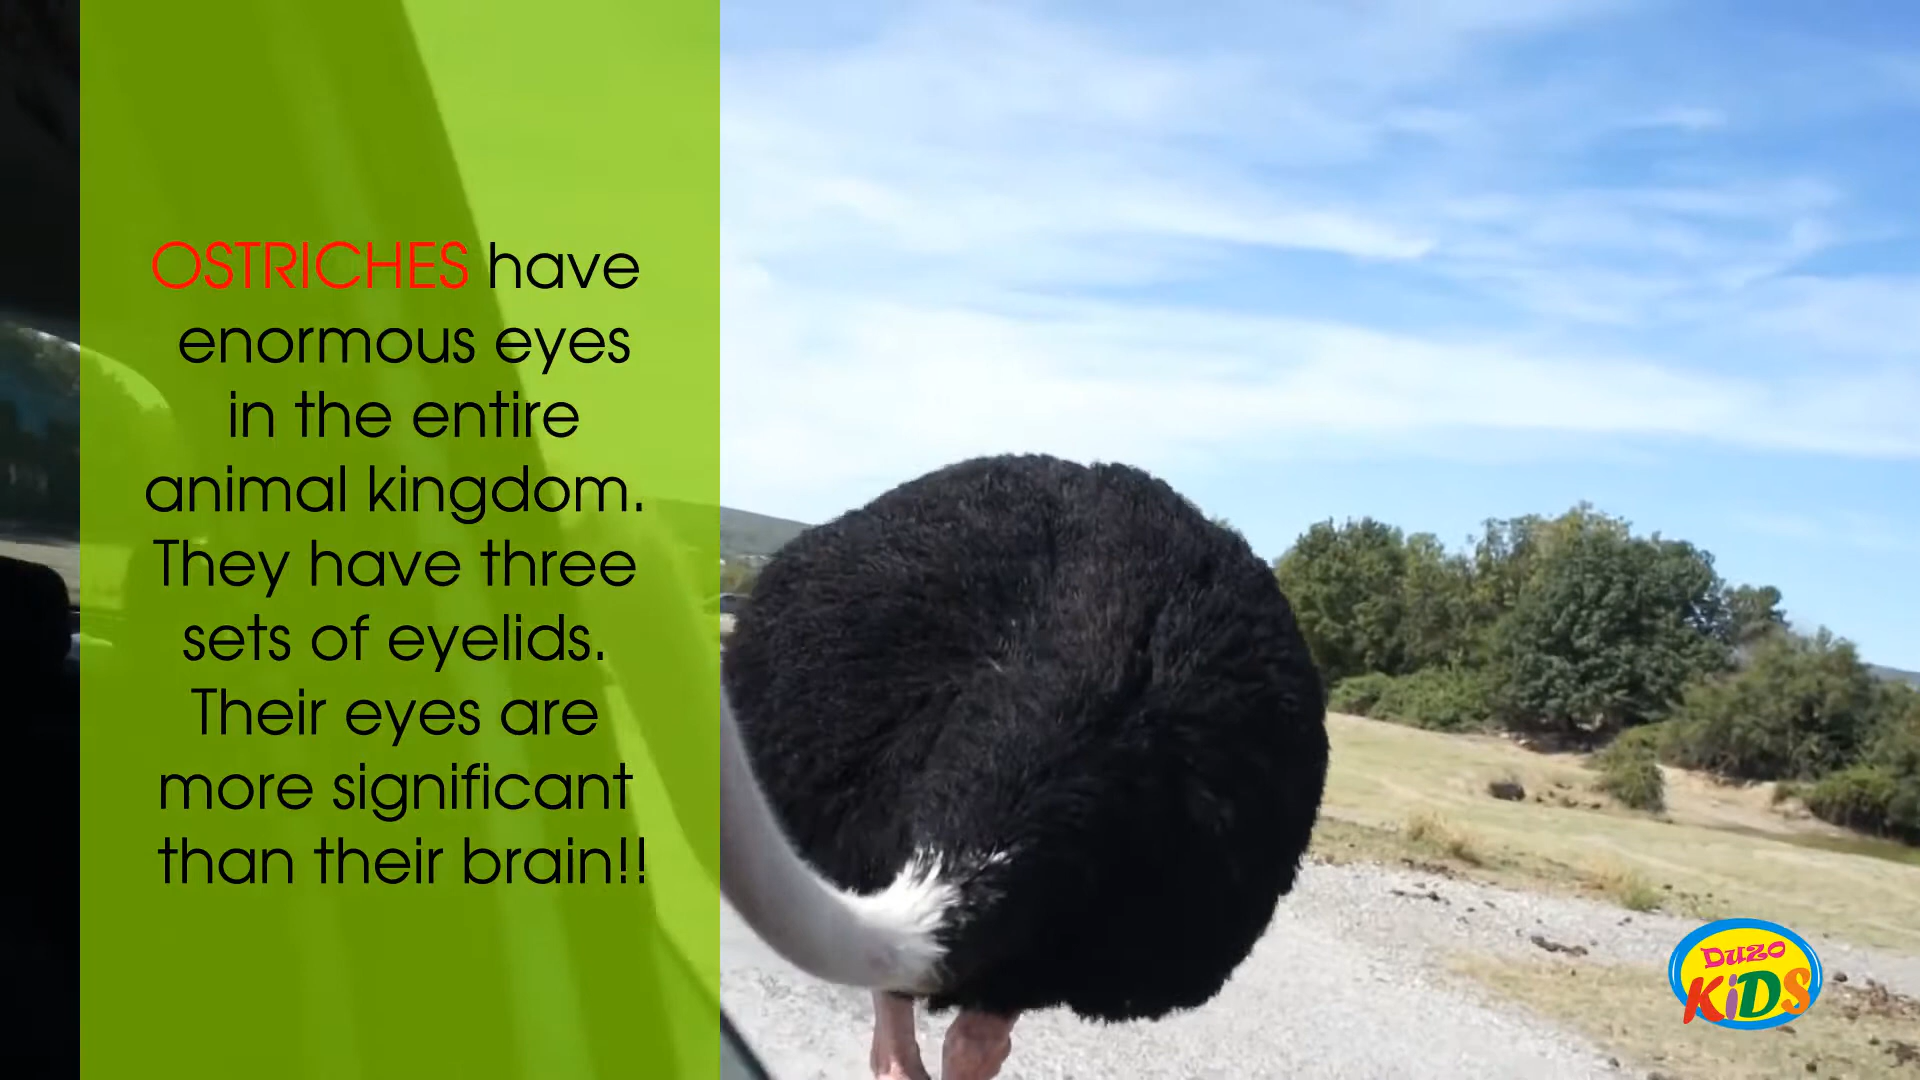 OSTRICHES have
enormous eyes
in the entire
animal kingdom.
They have three
sets of eyelids.
Their eyes are
more significant
than their brain!!
Duzo
KiDS